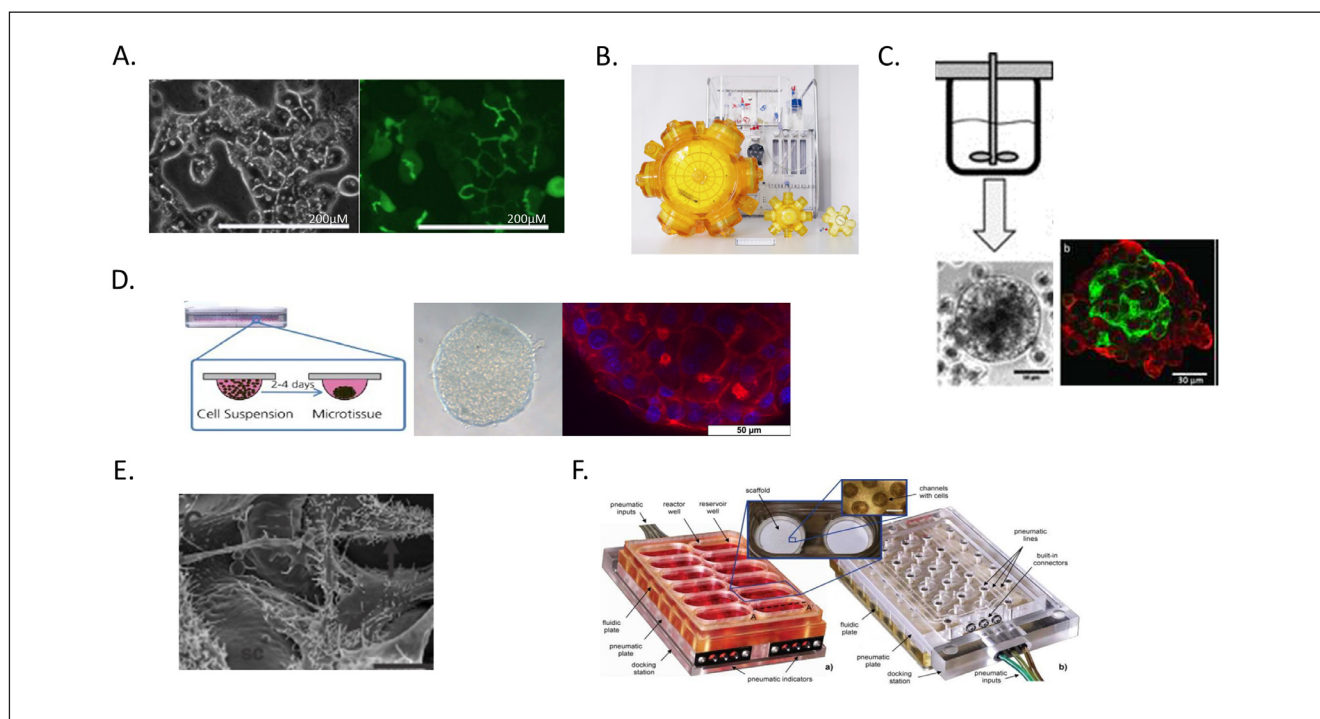 A.
200µM
200µM
B.
C.
b
30 µm
D.
2-4 days
Cell Suspension
Microtissue
50 µm
E.
SC
F.
scaffold
channels
with cells
pneumatic
inputs
reactor
well
reservoir
well
pneumatic
lines
built-in
connectors
A
A
fluidic
plate
pneumatic
plate
docking
station
pneumatic indicators
a)
fluidic
plate
pneumatic
plate
docking
station
pneumatic
inputs
b)